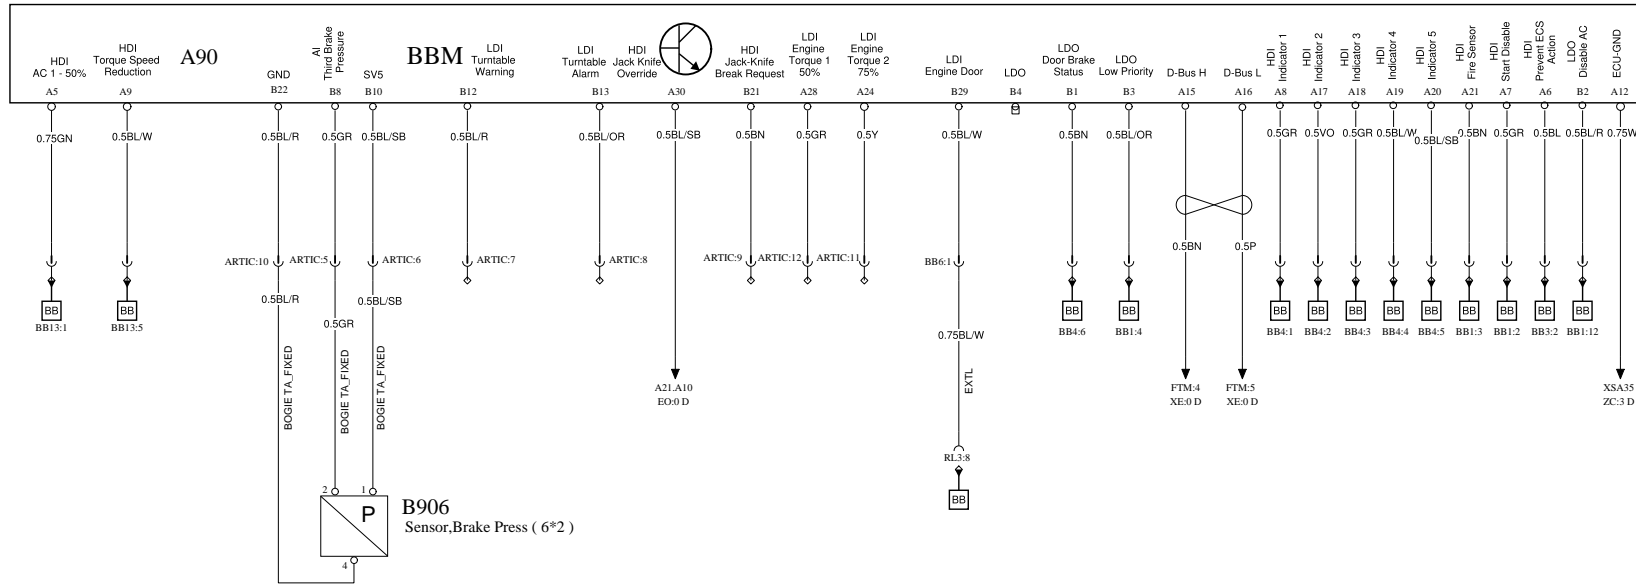 HDI
AC 1 - 50%
A5
HDI
Torque Speed
Reduction
A9
A90
GND
B22
AI
Third Brake
Pressure
B8
SV5
B10
BBM
LDI
Turntable
Warning
B12
LDI
Turntable
Alarm
B13
HDI
Jack Knife
Override
A30
HDI
Jack-Knife
Break Request
B21
LDI
Engine
Torque 1
50%
A28
LDI
Engine
Torque 2
75%
A24
LDI
Engine Door
B29
LDO
B4
LDO
Door Brake
Status
B1
LDO
Low Priority
B3
D-Bus H
A15
D-Bus L
A16
HDI
Indicator 1
A8
HDI
Indicator 2
A17
HDI
Indicator 3
A18
HDI
Indicator 4
A19
HDI
Indicator 5
A20
HDI
Fire Sensor
A21
HDI
Start Disable
A7
HDI
Prevent ECS
Action
A6
LDO
Disable AC
B2
ECU-GND
A12
0.75GN
0.5BL/W
0.5BL/R
0.5GR
0.5BL/SB
0.5BL/R
0.5BL/OR
0.5BL/SB
0.5BN
0.5GR
0.5Y
0.5BL/W
0.5BN
0.5BL/OR
0.5GR
0.5VO
0.5GR
0.5BL/W
0.5BL/SB
0.5BN
0.5GR
0.5BL
0.5BL/R
0.75W
0.5BN
0.5P
ARTIC:10
ARTIC:5
ARTIC:6
ARTIC:7
ARTIC:8
ARTIC:9
ARTIC:12
ARTIC:11
BB6:1
BB
BB13:1
BB
BB13:5
0.5BL/R
0.5GR
0.5BL/SB
0.75BL/W
BB
BB4:6
BB
BB1:4
BB
BB4:1
BB
BB4:2
BB
BB4:3
BB
BB4:4
BB
BB4:5
BB
BB1:3
BB
BB1:2
BB
BB3:2
BB
BB1:12
BOGIE TA_FIXED
BOGIE TA_FIXED
BOGIE TA_FIXED
EXTL
A21.A10
EO:0 D
FTM:4
XE:0 D
FTM:5
XE:0 D
XSA35
ZC:3 D
RL3:8
BB
2
1
P
4
B906
Sensor,Brake Press ( 6*2 )